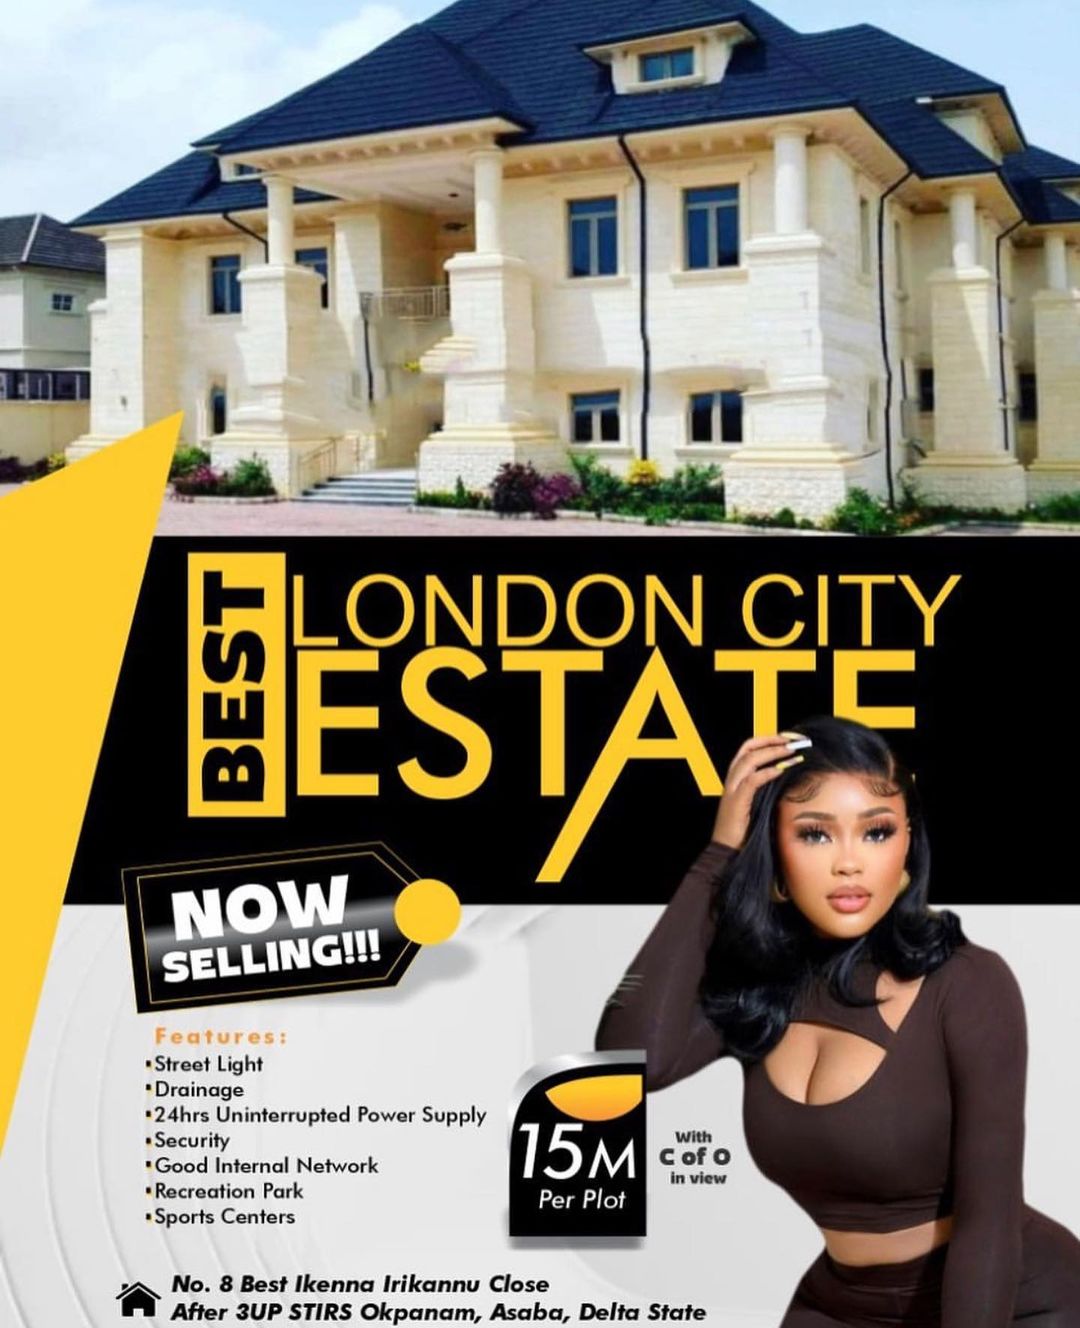 BEST
LONDON CITY
ESTATE
NOW
SELLING!!!
Features:
▪Street Light
▪Drainage
▪24hrs Uninterrupted Power Supply
▪Security
▪Good Internal Network
▪Recreation Park
▪Sports Centers
15M
Per Plot
With
C of O
in view
No. 8 Best Ikenna Irikannu Close
After 3UP STIRS Okpanam, Asaba, Delta State